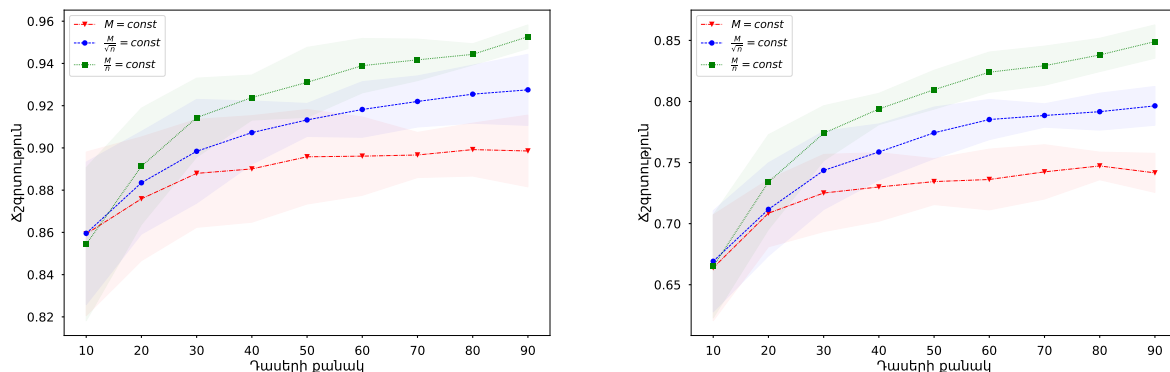 0.96
0.94
0.92
0.90
0.88
0.86
0.84
0.82
Ճշգրտություն
M = const
M/√n = const
M/n = const
10 20 30 40 50 60 70 80 90
Դասերի քանակ
0.85
0.80
0.75
0.70
0.65
Ճշգրտություն
M = const
M/√n = const
M/n = const
10 20 30 40 50 60 70 80 90
Դասերի քանակ